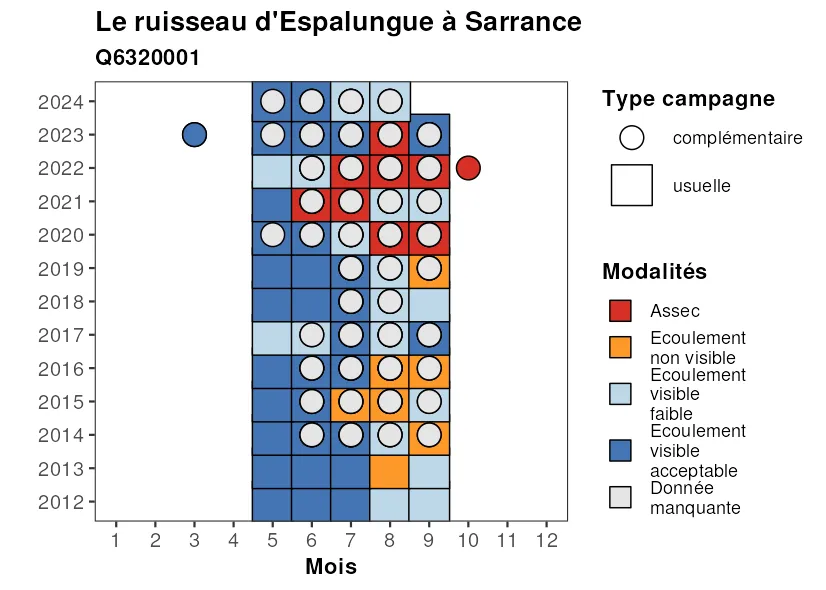 Le ruisseau d'Espalungue à Sarrance
Q6320001
2024
2023
2022
2021
2020
2019
2018
2017
2016
2015
2014
2013
2012
1 2 3 4 5 6 7 8 9 10 11 12
Mois
Type campagne
complémentaire
usuelle
Modalités
Assec
Ecoulement
non visible
Ecoulement
visible
faible
Ecoulement
visible
acceptable
Donnée
manquante